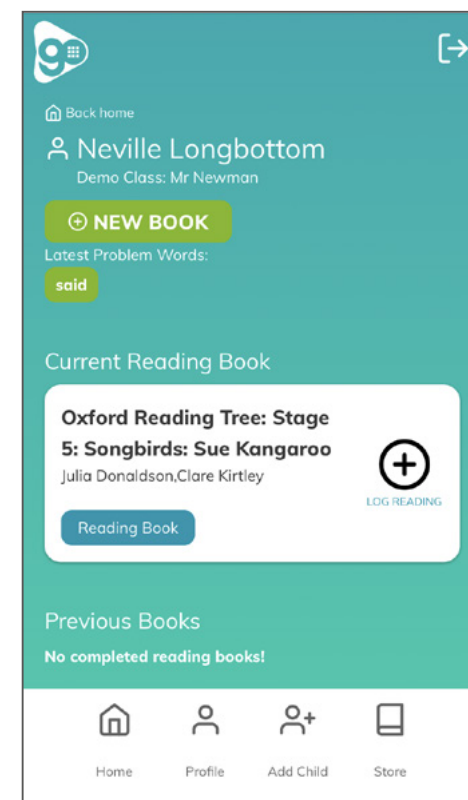 go
Back home
Neville Longbottom
Demo Class: Mr Newman
NEW BOOK
Latest Problem Words:
said
Current Reading Book
Oxford Reading Tree: Stage
5: Songbirds: Sue Kangaroo
Julia Donaldson,Clare Kirtley
LOG READING
Reading Book
Previous Books
No completed reading books!
Home Profile Add Child Store